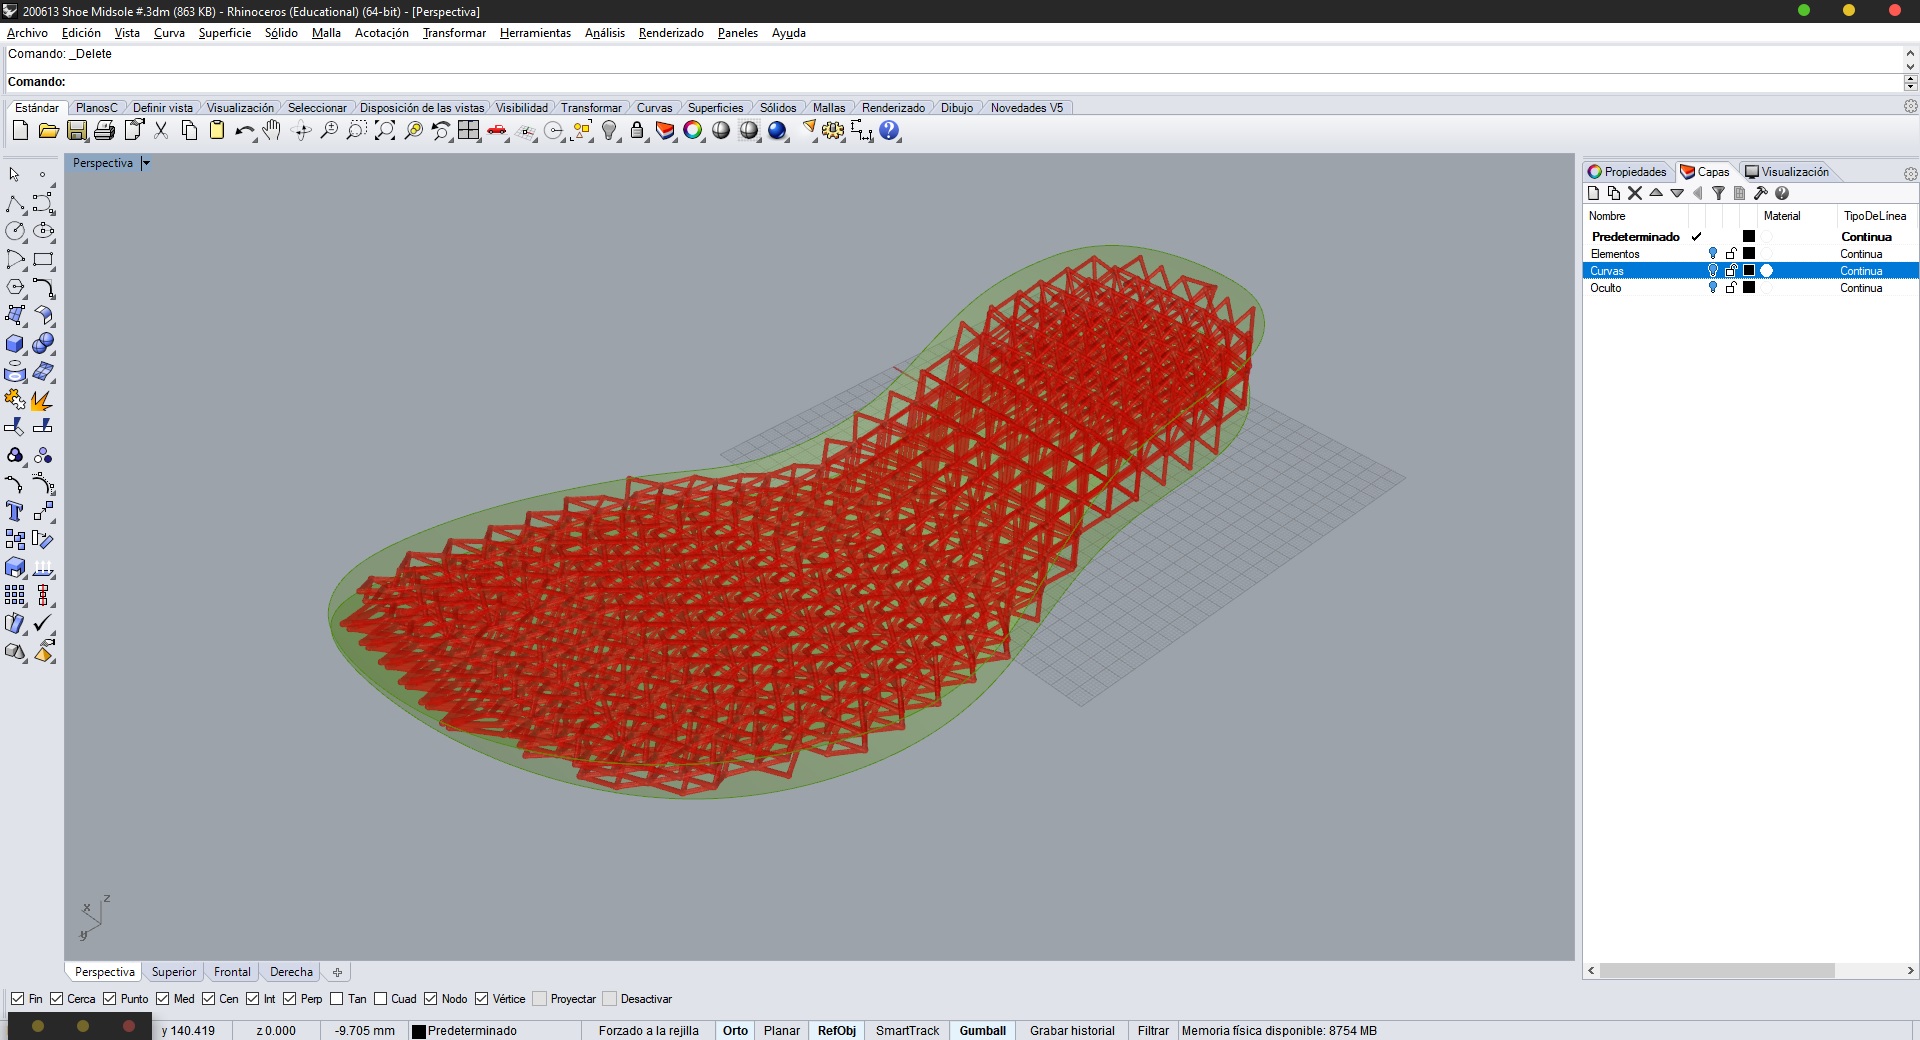 200613 Shoe Midsole #.3dm (863 KB) - Rhinoceros (Educational) (64-bit) - [Perspectiva]
Archivo Edición Vista Curva Superficie Sólido Malla Acotación Transformar Herramientas Análisis Renderizado Paneles Ayuda
Comando: _Delete
Comando:
Estándar PlanosC Definir vista Visualización Seleccionar Disposición de las vistas Visibilidad Transformar Curvas Superficies Sólidos Mallas Renderizado Dibujo Novedades V5
Perspectiva
Propiedades Capas Visualización
Nombre Material TipoDeLínea
Predeterminado Continua
Elementos Continua
Curvas Continua
Oculto Continua
z
x
y
Perspectiva Superior Frontal Derecha
Fin Cerca Punto Med Cen Int Perp Tan Cuad Nodo Vértice Proyectar Desactivar
y 140.419 z 0.000 -9.705 mm Predeterminado Forzado a la rejilla Orto Planar RefObj SmartTrack Gumball Grabar historial Filtrar Memoria física disponible: 8754 MB